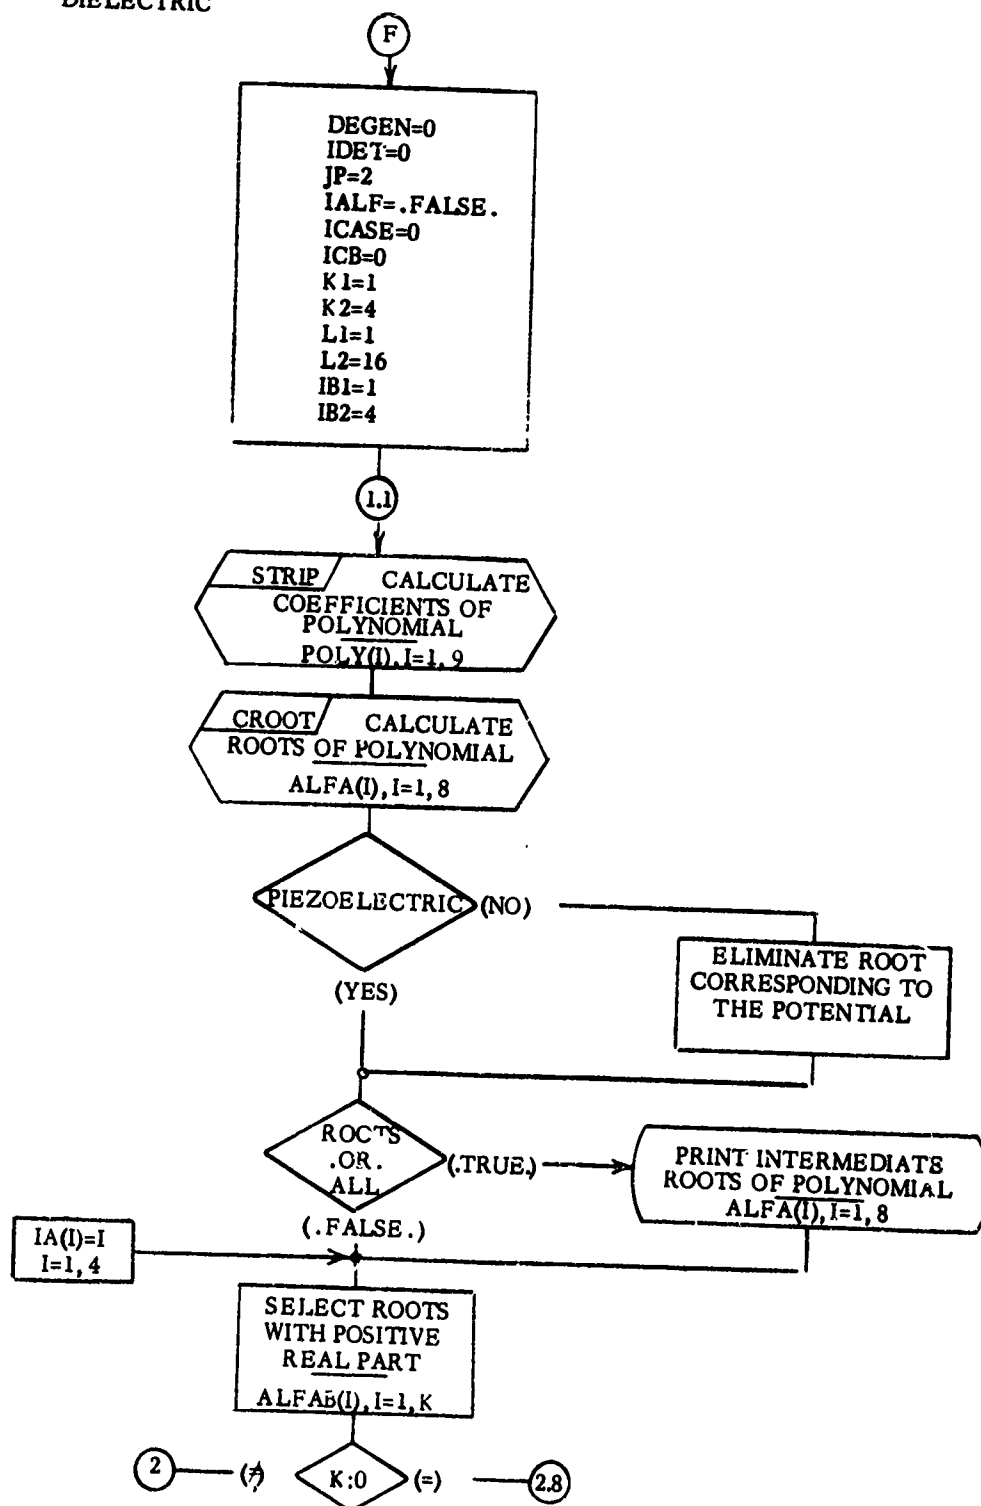 DIELECTRIC
F
DEGEN=0
IDET=0
JP=2
IALF=.FALSE.
ICASE=0
ICB=0
K1=1
K2=4
L1=1
L2=16
IB1=1
IB2=4
1.1
STRIP CALCULATE
COEFFICIENTS OF
POLYNOMIAL
POLY(I),I=1,9
CROOT CALCULATE
ROOTS OF POLYNOMIAL
ALFA(I),I=1,8
PIEZOELECTRIC (NO)
ELIMINATE ROOT
CORRESPONDING TO
THE POTENTIAL
(YES)
ROOTS
.OR.
ALL
(.TRUE.)
PRINT INTERMEDIATE
ROOTS OF POLYNOMIAL
ALFA(I),I=1,8
(.FALSE.)
IA(I)=I
I=1,4
SELECT ROOTS
WITH POSITIVE
REAL PART
ALFAB(I),I=1,K
2 (≠) K:0 (=) 2.8